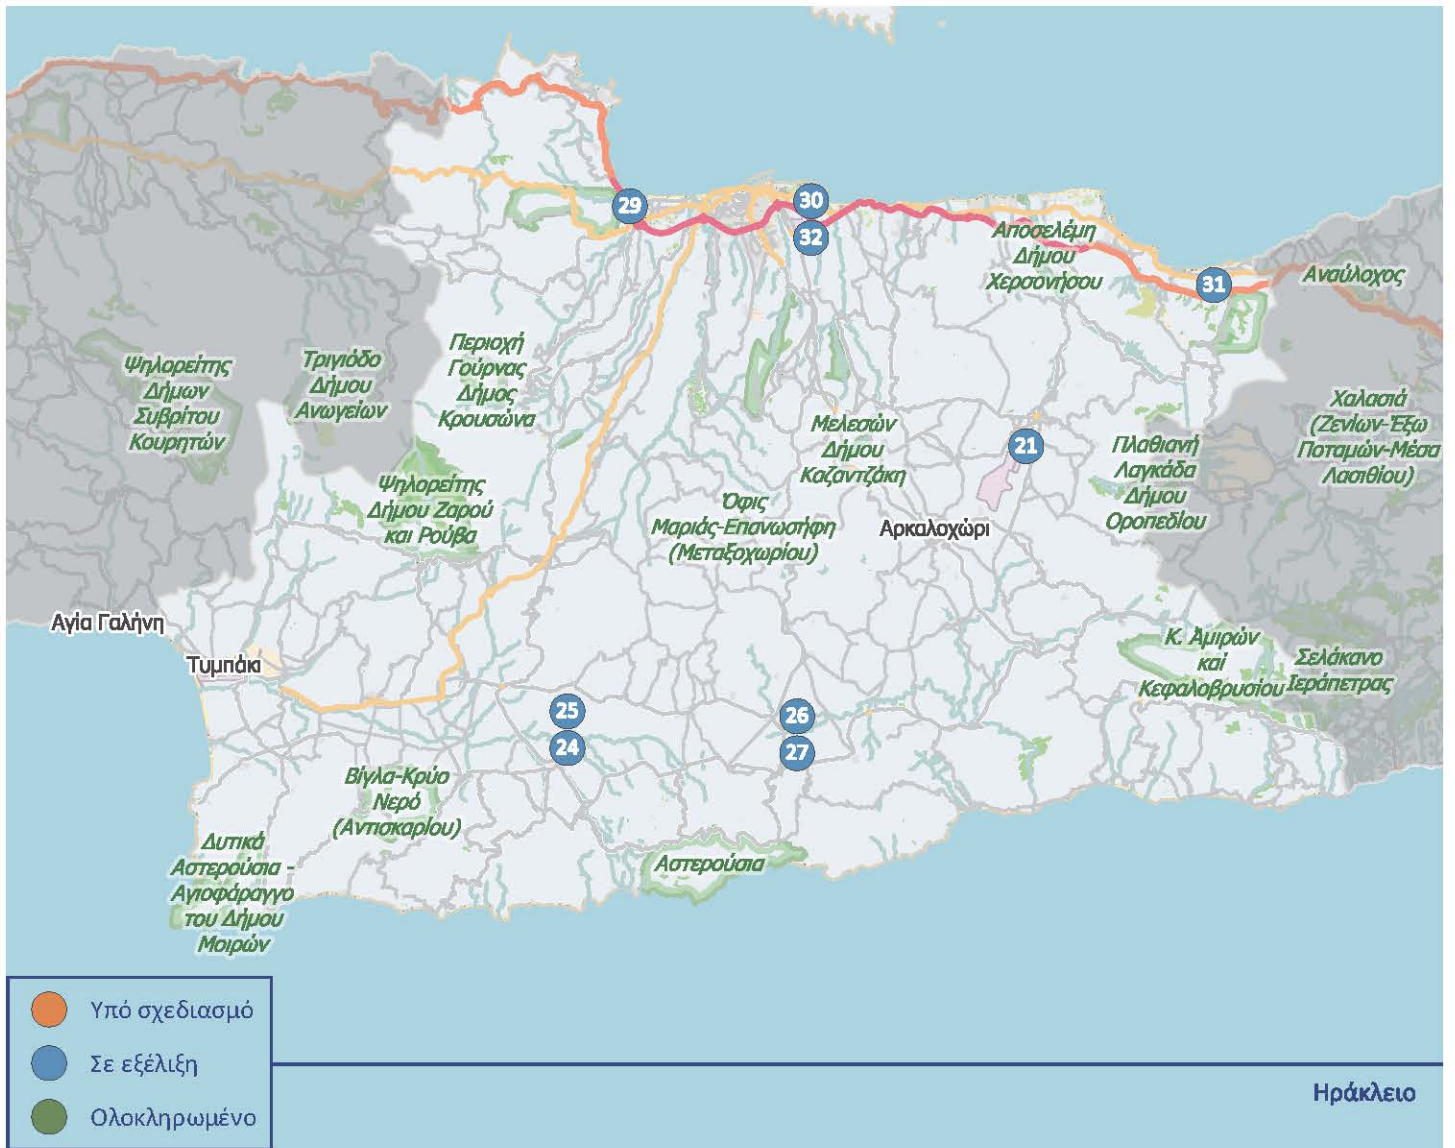 29
30
32
Αποσελέμη
Δήμου
Χερσονήσου
31
Αναύλοχος
Ψηλορείτης
Δήμων
Συβρίτου
Κουρητών
Τριγιόδο
Δήμου
Ανωγείων
Περιοχή
Γούρνας
Δήμος
Κρουσώνα
Μελεσών
Δήμου
Καζαντζάκη
21
Πλαθιανή
Λαγκάδα
Δήμου
Οροπεδίου
Χαλασιά
(Ζενίων-Έξω
Ποταμών-Μέσα
Λασιθίου)
Ψηλορείτης
Δήμου Ζαρού
και Ρούβα
Όφις
Μαριάς-Επανωσήφη
(Μεταξοχωρίου)
Αρκαλοχώρι
Αγία Γαλήνη
Τυμπάκι
Κ. Άμιρών
καί
Κεφαλοβρυσίου
Σελάκανο
Ιεράπετρας
25
24
26
27
Βίγλα-Κρύο
Νερό
(Αντισκαρίου)
Δυτικά
Αστερούσια -
Αγιοφάραγγο
του Δήμου
Μοιρών
Αστερούσια
Υπό σχεδιασμό
Σε εξέλιξη
Ολοκληρωμένο
Ηράκλειο